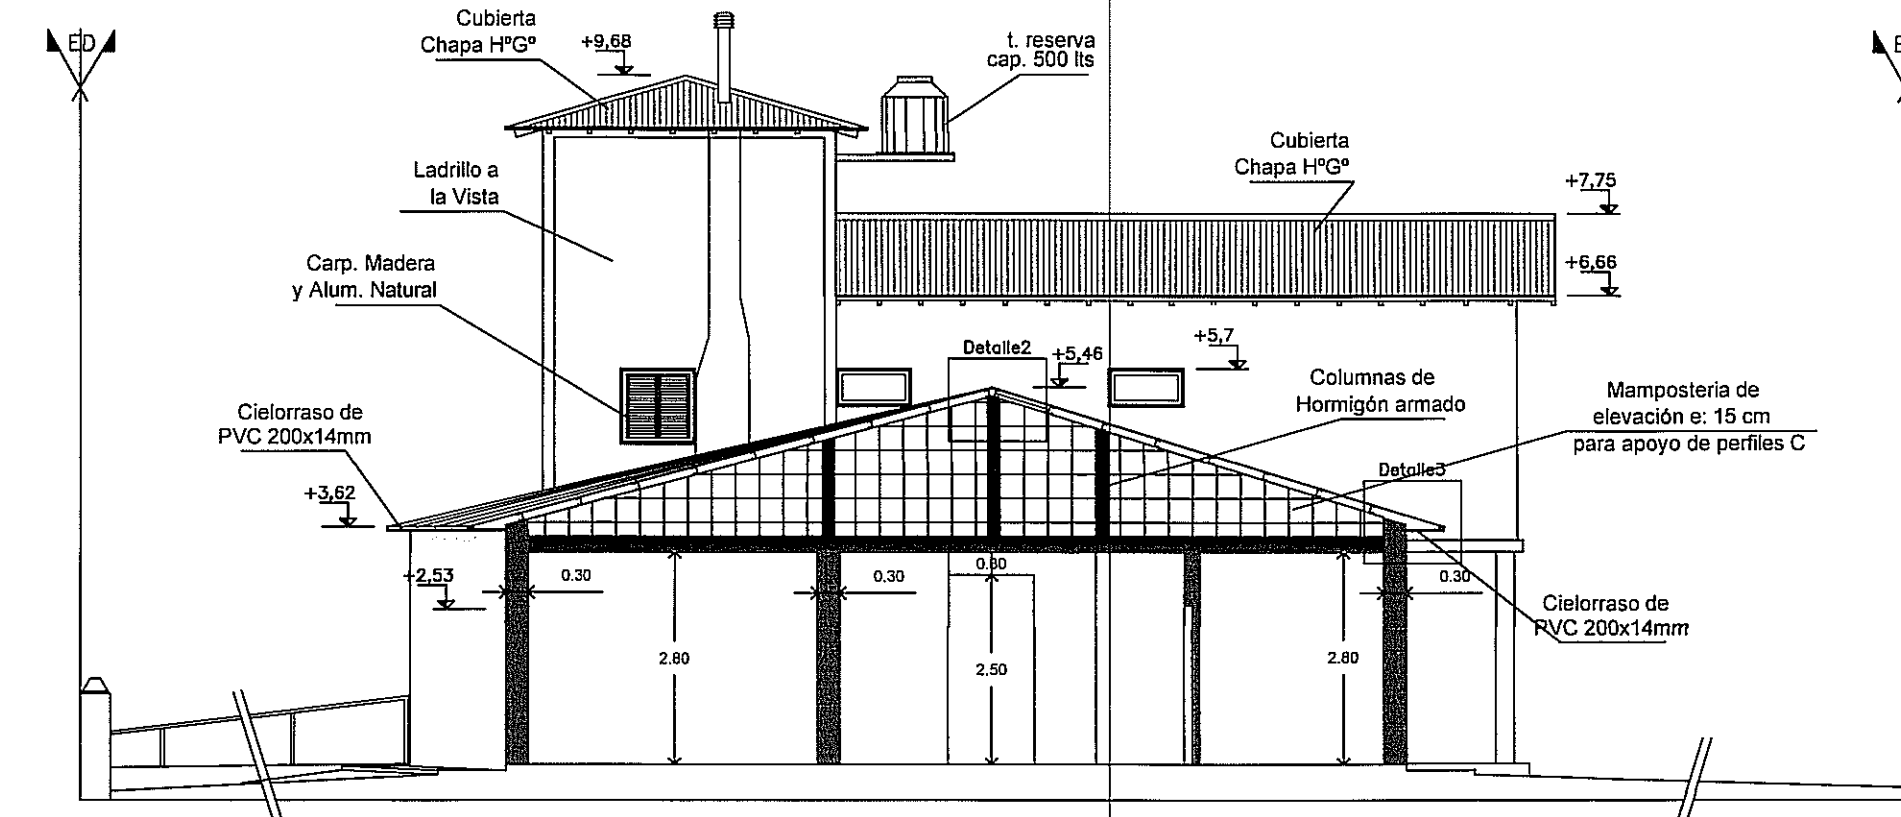 ED
Cubierta
Chapa HºGº
+9,68
t. reserva
cap. 500 lts
E
Cubierta
Chapa HºGº
Ladrillo a
la Vista
+7,75
Carp. Madera
y Alum. Natural
+6,66
+5,7
Detalle2
+5,46
Columnas de
Hormigón armado
Mamposteria de
elevación e: 15 cm
para apoyo de perfiles C
Cielorraso de
PVC 200x14mm
Detalle3
+3,62
+2,53
0.30
0.30
0.80
0.30
Cielorraso de
PVC 200x14mm
2.80
2.50
2.80